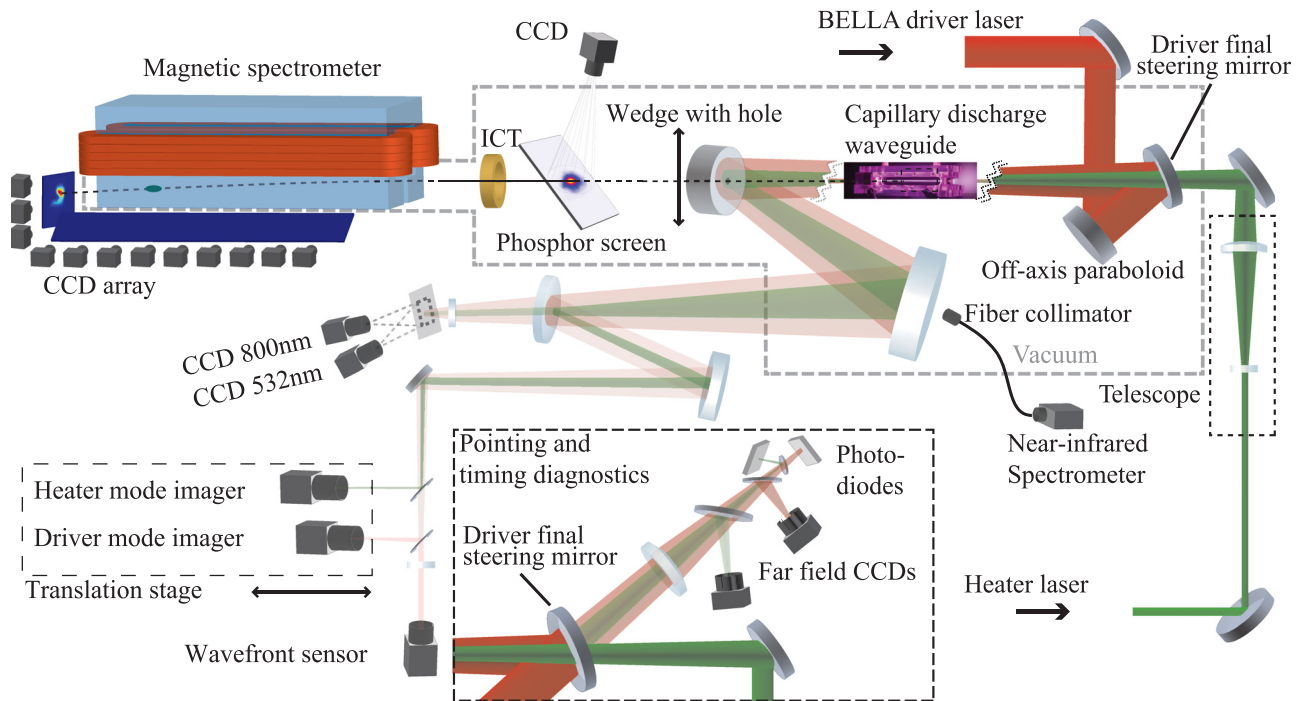 BELLA driver laser
CCD
Driver final
steering mirror
Magnetic spectrometer
Wedge with hole
Capillary discharge
waveguide
ICT
Phosphor screen
Off-axis paraboloid
CCD array
Fiber collimator
CCD 800nm
CCD 532nm
Vacuum
Telescope
Near-infrared
Spectrometer
Pointing and
timing diagnostics
Photo-
diodes
Heater mode imager
Driver mode imager
Driver final
steering mirror
Far field CCDs
Translation stage
Heater laser
Wavefront sensor